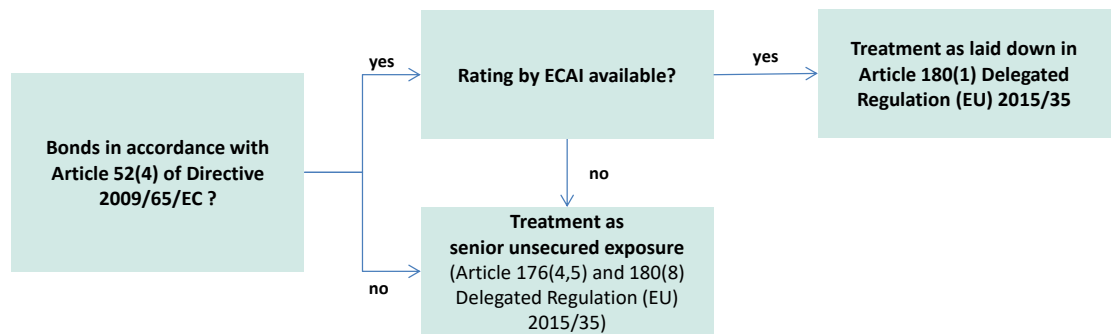 Bonds in accordance with
Article 52(4) of Directive
2009/65/EC ?
yes
no
Rating by ECAI available?
yes
no
Treatment as laid down in
Article 180(1) Delegated
Regulation (EU) 2015/35
Treatment as
senior unsecured exposure
(Article 176(4,5) and 180(8)
Delegated Regulation (EU)
2015/35)